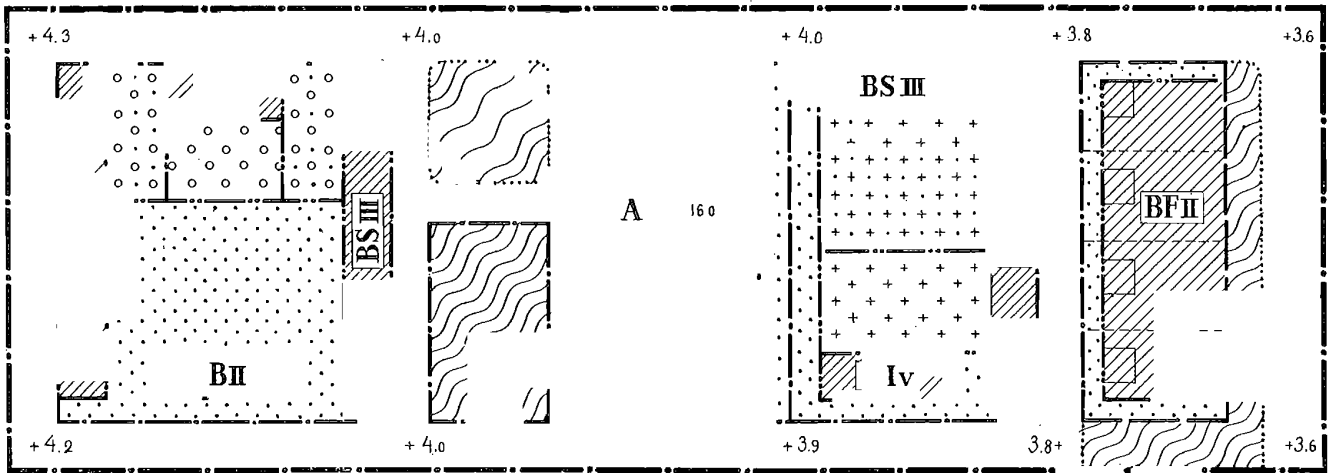 +4.3 +4.0 +4.0 +3.8 +3.6
BS III
BS III
A 160
BF II
B II
Iv
+4.2 +4.0 +3.9 3.8+ +3.6